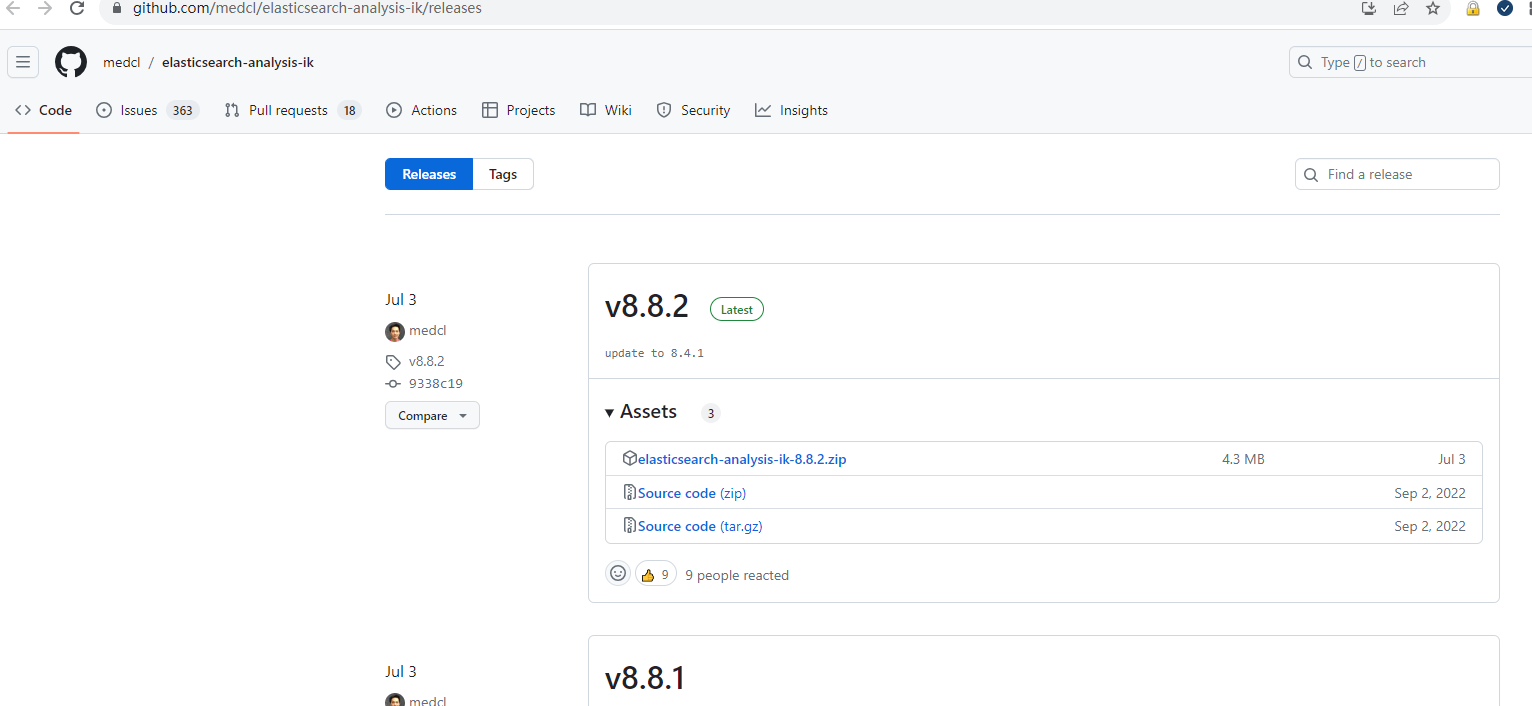 github.com/medcl/elasticsearch-analysis-ik/releases
medcl / elasticsearch-analysis-ik
Type / to search
Code Issues 363 Pull requests 18 Actions Projects Wiki Security Insights
Releases Tags
Find a release
Jul 3
medcl
v8.8.2
9338c19
Compare
v8.8.2 Latest
update to 8.4.1
Assets 3
elasticsearch-analysis-ik-8.8.2.zip 4.3 MB Jul 3
Source code (zip) Sep 2, 2022
Source code (tar.gz) Sep 2, 2022
9 9 people reacted
Jul 3
medcl
v8.8.1